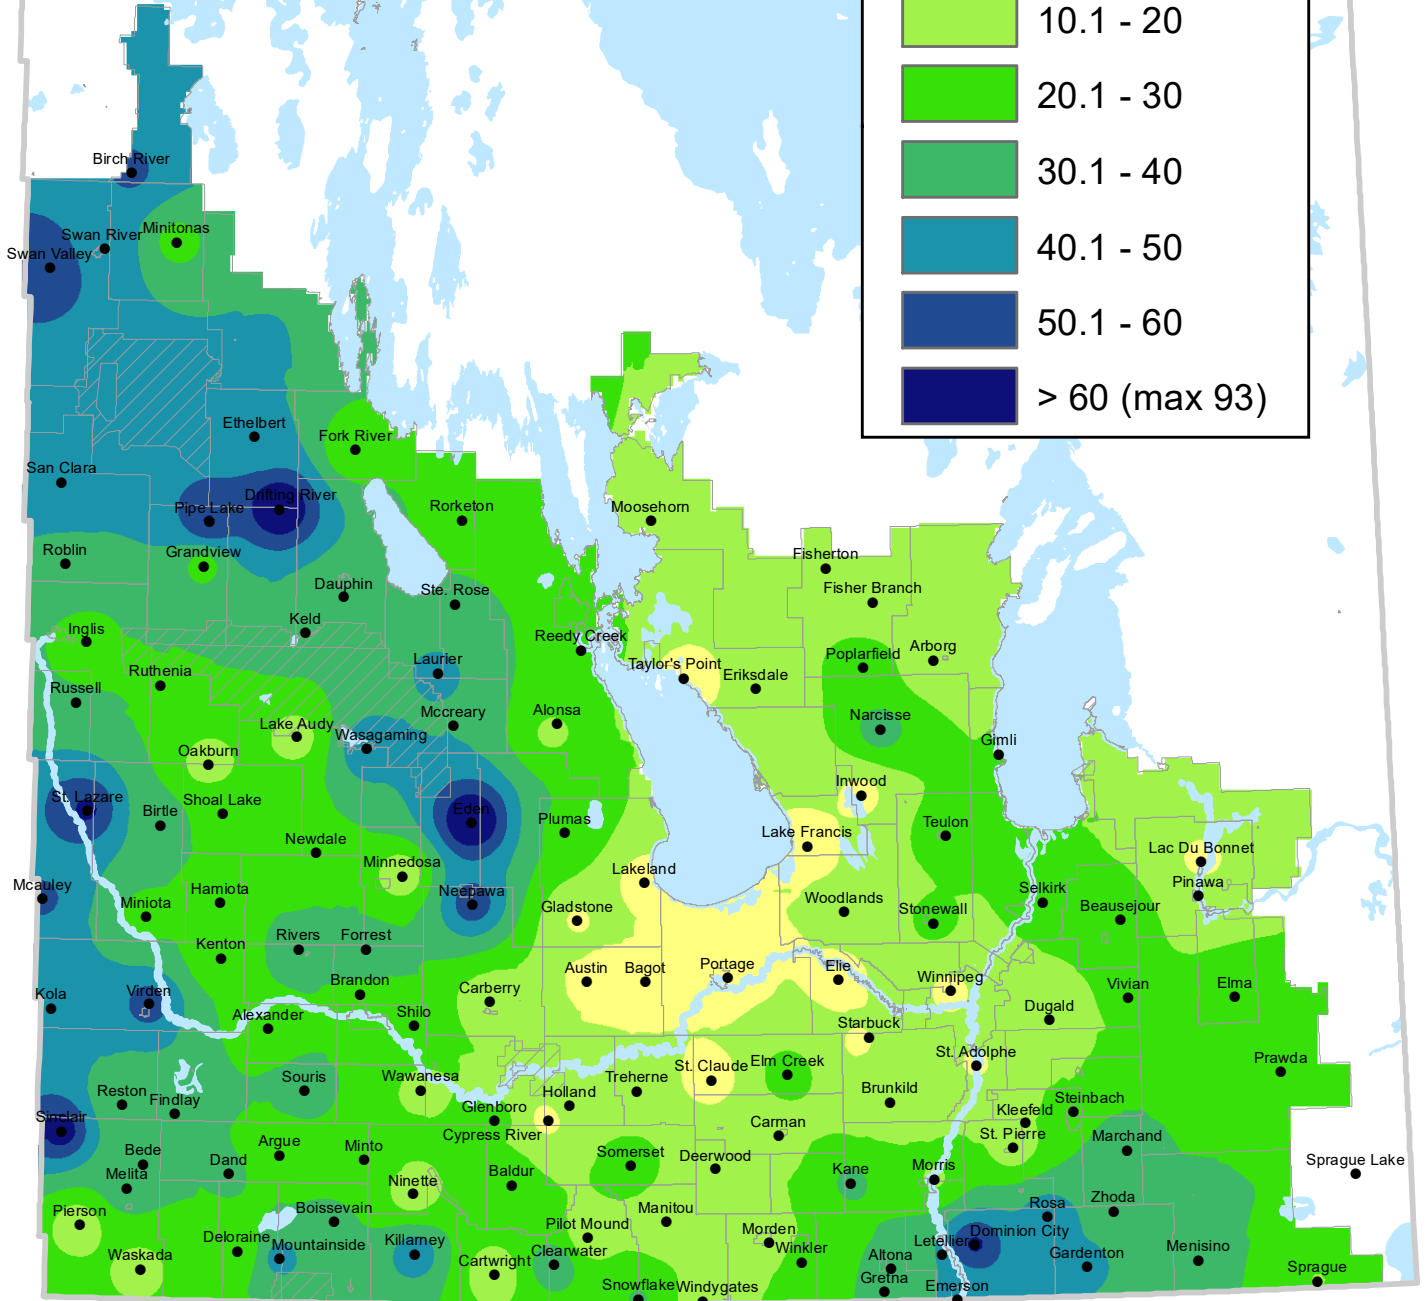 10.1 - 20
20.1 - 30
30.1 - 40
40.1 - 50
50.1 - 60
> 60 (max 93)
Birch River
Minitonas
Swan River
Swan Valley
Ethelbert
Fork River
San Clara
Drifting River
Pipe Lake
Rorketon
Moosehorn
Roblin
Grandview
Fisherton
Dauphin
Ste. Rose
Fisher Branch
Keld
Inglis
Reedy Creek
Arborg
Poplarfield
Taylor's Point
Laurier
Ruthenia
Eriksdale
Russell
Mccreary
Alonsa
Narcisse
Lake Audy
Wasagaming
Gimli
Oakburn
Inwood
St. Lazare
Shoal Lake
Birtle
Eden
Plumas
Teulon
Lake Francis
Newdale
Lac Du Bonnet
Minnedosa
Lakeland
Mcauley
Hamiota
Neepawa
Pinawa
Selkirk
Miniota
Gladstone
Woodlands
Stonewall
Beausejour
Rivers
Forrest
Kenton
Austin
Bagot
Portage
Elie
Winnipeg
Brandon
Carberry
Virden
Kola
Vivian
Elma
Dugald
Alexander
Shilo
Starbuck
St. Adolphe
Elm Creek
St. Claude
Prawda
Souris
Wawanesa
Treherne
Reston
Findlay
Holland
Brunkild
Glenboro
Steinbach
Sinclair
Kleefeld
Cypress River
Carman
St. Pierre
Marchand
Argue
Minto
Bede
Dand
Somerset
Deerwood
Sprague Lake
Melita
Baldur
Kane
Morris
Ninette
Zhoda
Rosa
Pierson
Boissevain
Manitou
Pilot Mound
Morden
Dominion City
Deloraine
Mountainside
Killarney
Letellier
Winkler
Clearwater
Altona
Gardenton
Menisino
Waskada
Cartwright
Gretna
Emerson
Snowflake
Windygates
Sprague